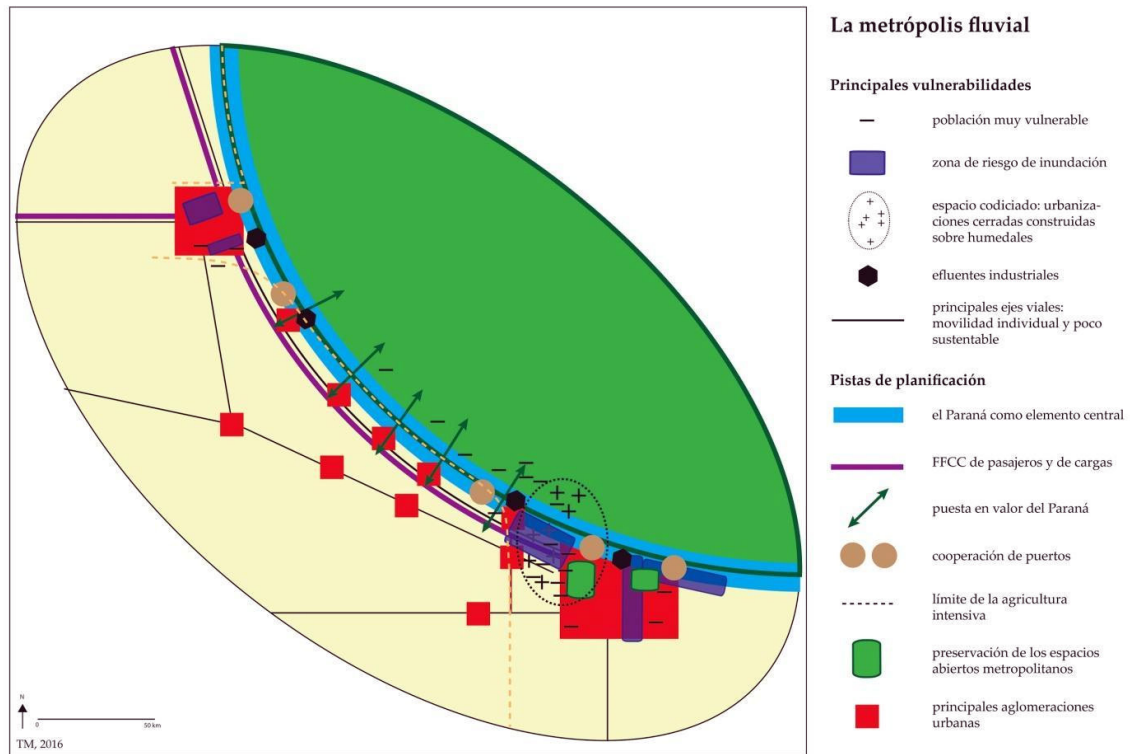 La metrópolis fluvial
Principales vulnerabilidades
población muy vulnerable
zona de riesgo de inundación
espacio codiciado: urbaniza-
ciones cerradas construidas
sobre humedales
efluentes industriales
principales ejes viales:
movilidad individual y poco
sustentable
Pistas de planificación
el Paraná como elemento central
FFCC de pasajeros y de cargas
puesta en valor del Paraná
cooperación de puertos
límite de la agricultura
intensiva
preservación de los espacios
abiertos metropolitanos
principales aglomeraciones
urbanas
N
0 50 km
TM, 2016